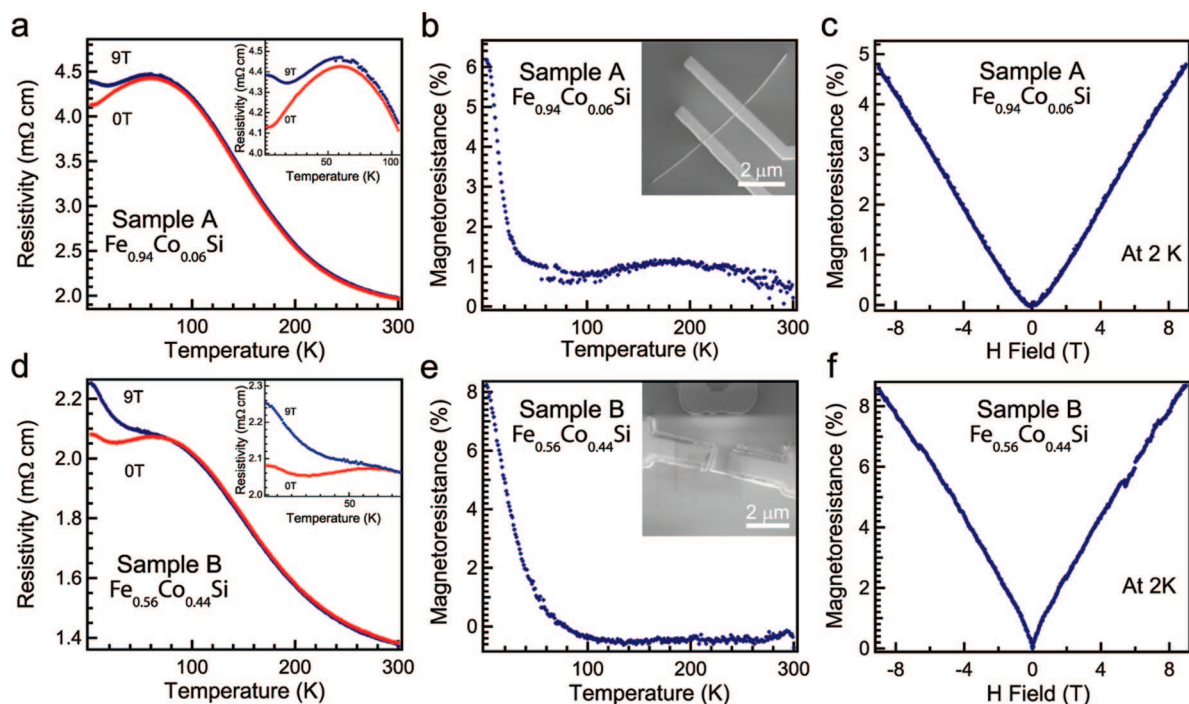 a
Resistivity (mΩ cm)
4.5
4.0
3.5
3.0
2.5
2.0
9T
0T
Sample A
Fe0.94Co0.06Si
100
200
300
Temperature (K)
Resistivity (mΩ cm)
4.5
4.4
4.3
4.2
4.1
4.0
9T
0T
50
100
Temperature (K)
b
Magnetoresistance (%)
6
5
4
3
2
1
0
Sample A
Fe0.94Co0.06Si
2 μm
100
200
300
Temperature (K)
c
Magnetoresistance (%)
5
4
3
2
1
0
Sample A
Fe0.94Co0.06Si
At 2 K
-8
-4
0
4
8
H Field (T)
d
Resistivity (mΩ cm)
2.2
2.0
1.8
1.6
1.4
9T
0T
Sample B
Fe0.56Co0.44Si
100
200
300
Temperature (K)
Resistivity (mΩ cm)
2.3
2.2
2.1
2.0
9T
0T
50
Temperature (K)
e
Magnetoresistance (%)
8
6
4
2
0
Sample B
Fe0.56Co0.44Si
2 μm
100
200
300
Temperature (K)
f
Magnetoresistance (%)
8
6
4
2
0
Sample B
Fe0.56Co0.44Si
At 2K
-8
-4
0
4
8
H Field (T)